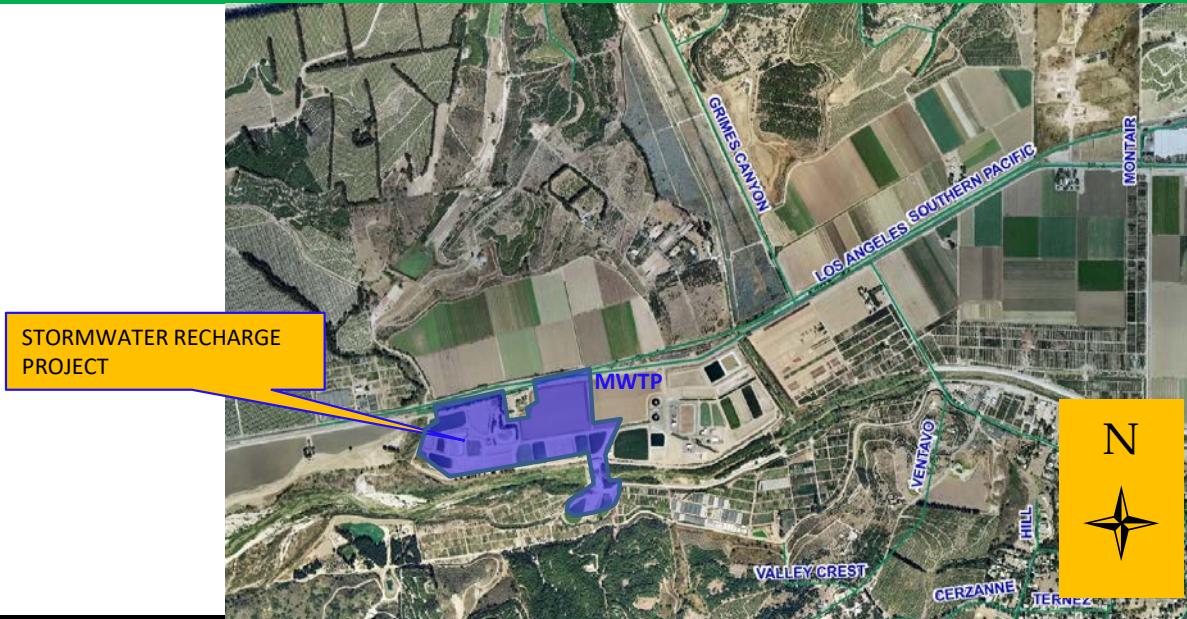 GRIMES CANYON
MONTAIR
LOS ANGELES SOUTHERN PACIFIC
STORMWATER RECHARGE
PROJECT
MWTP
N
VENTAVO
HILL
VALLEY CREST
CERZANNE
TERNEZ